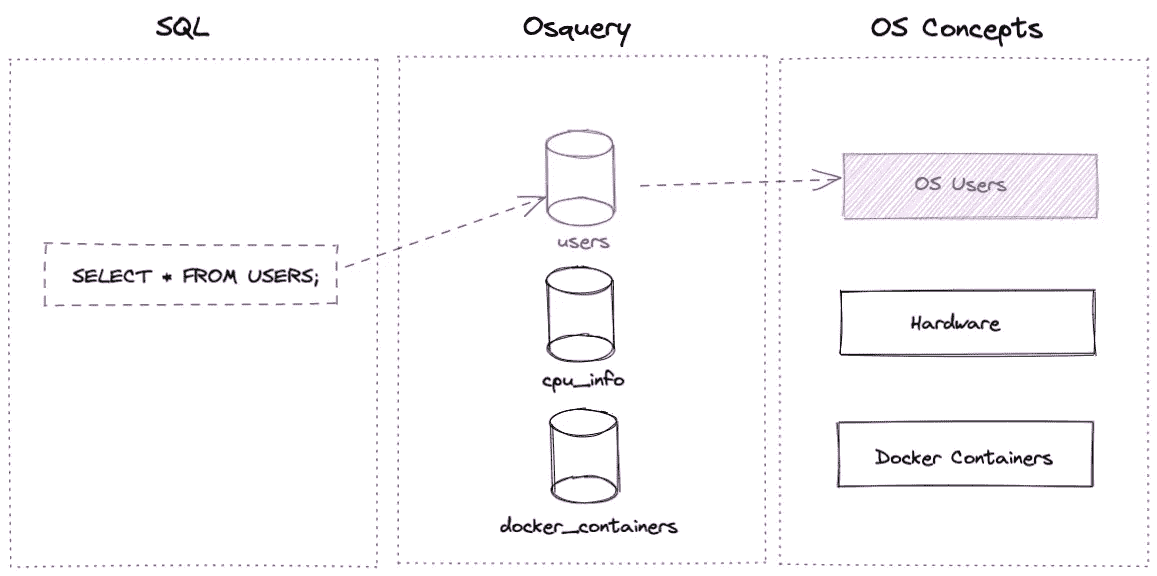 SQL
Osquery
OS Concepts
SELECT * FROM USERS;
users
cpu_info
docker_containers
OS Users
Hardware
Docker Containers